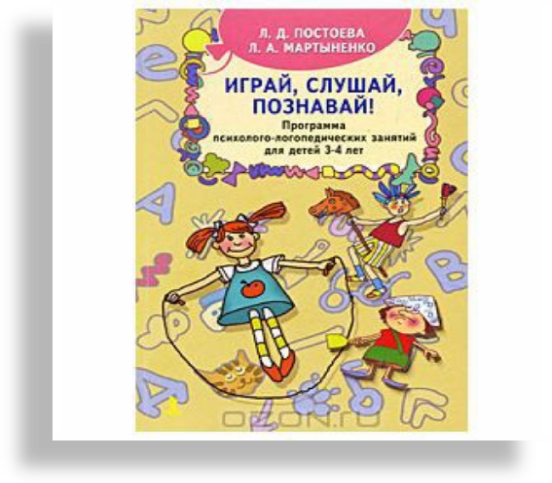 Л. Д. ПОСТОЕВА
Л. А. МАРТЫНЕНКО
ИГРАЙ, СЛУШАЙ,
ПОЗНАВАЙ!
Программа
психолого-логопедических занятий
для детей 3-4 лет
OZON.RU